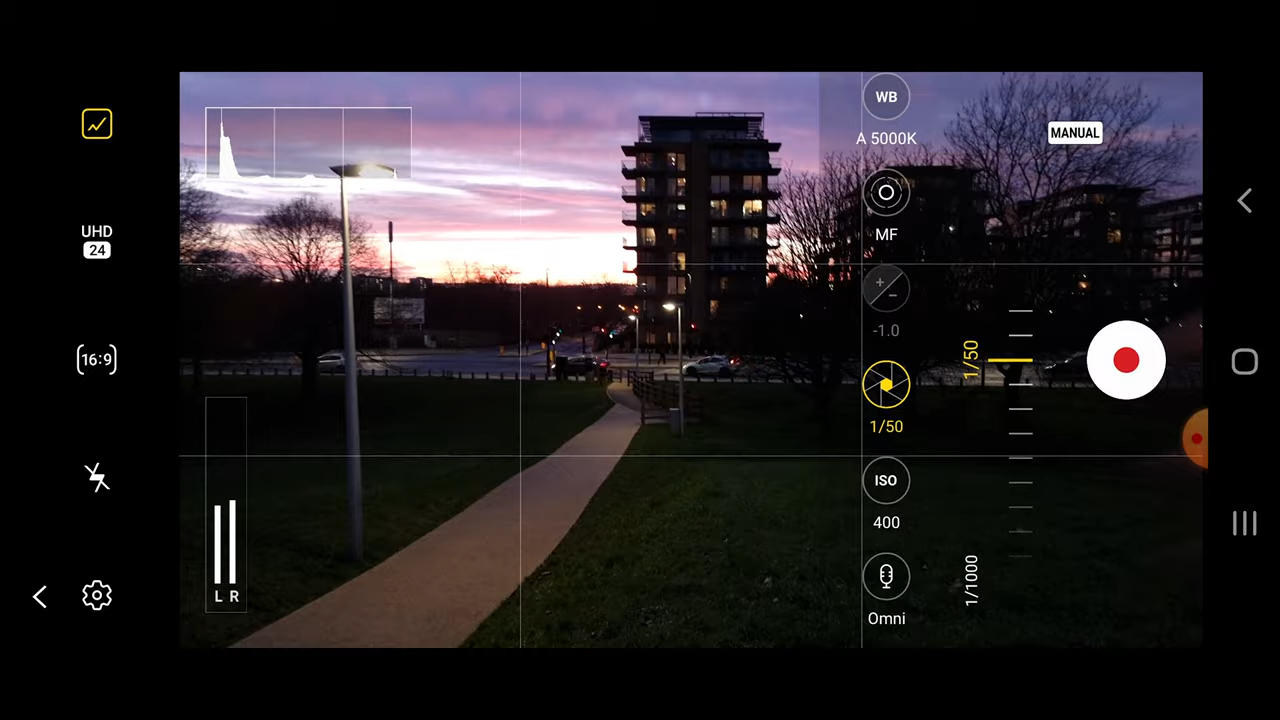 UHD
24
16:9
L R
WB
A 5000K
MF
-1.0
1/50
ISO
400
Omni
1/50
1/1000
MANUAL